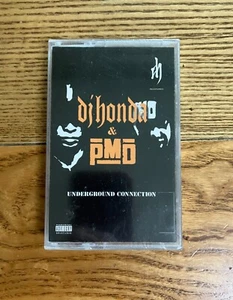 dj honda
&
PMD
UNDERGROUND CONNECTION